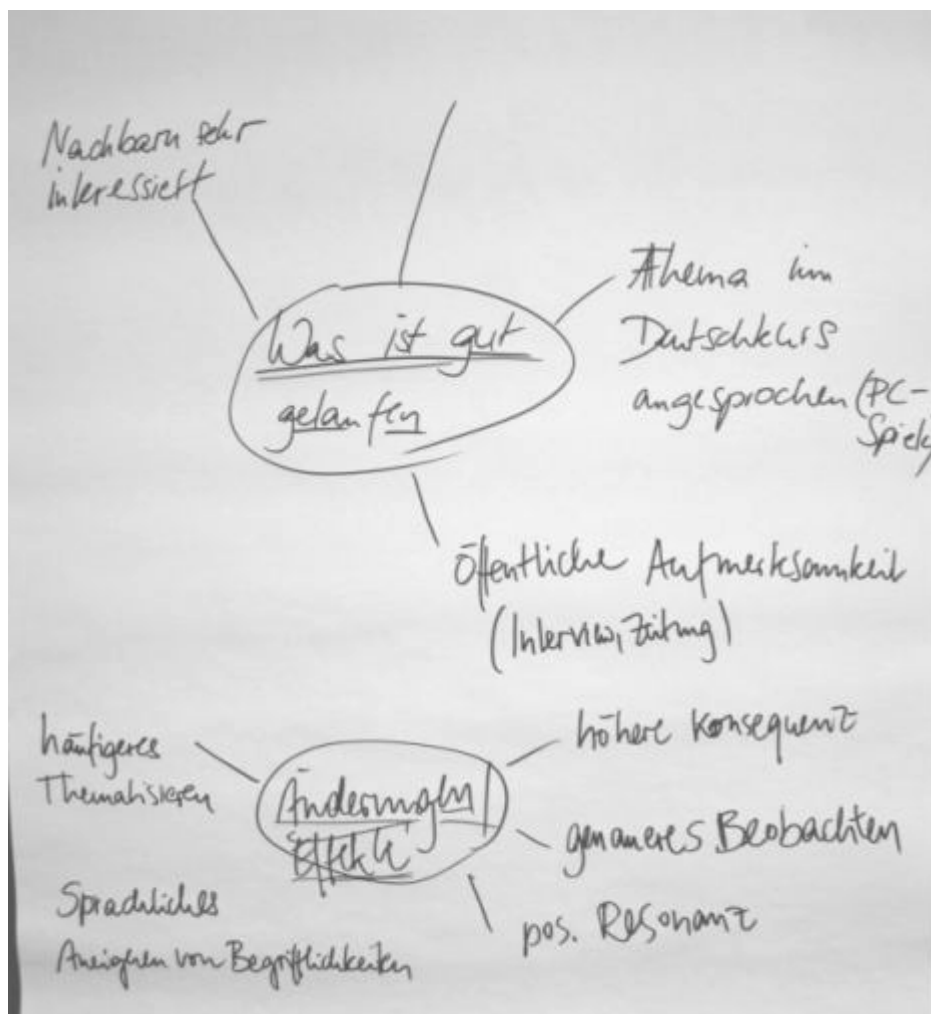 Nachbarn sehr
interessiert
Was ist gut
gelaufen
Thema im
Deutschkurs
angesprochen (PC-
Spiele)
öffentliche Aufmerksamkeit
(Interview, Zeitung)
häufigeres
Thematisieren
Änderungen/
Effekte
höhere Konsequenz
genaueres Beobachten
pos. Resonanz
Sprachliches
Aneignen von Begrifflichkeiten